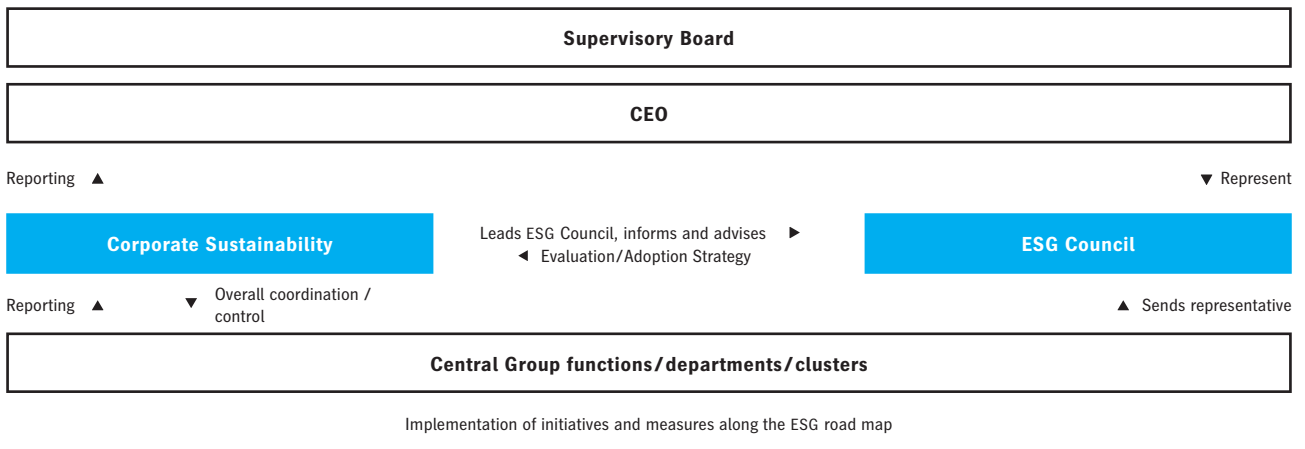 Supervisory Board
CEO
Reporting ▲
▼ Represent
Corporate Sustainability
Leads ESG Council, informs and advises ▶
◀ Evaluation/Adoption Strategy
ESG Council
Reporting ▲
▼ Overall coordination /
control
▲ Sends representative
Central Group functions/departments/clusters
Implementation of initiatives and measures along the ESG road map